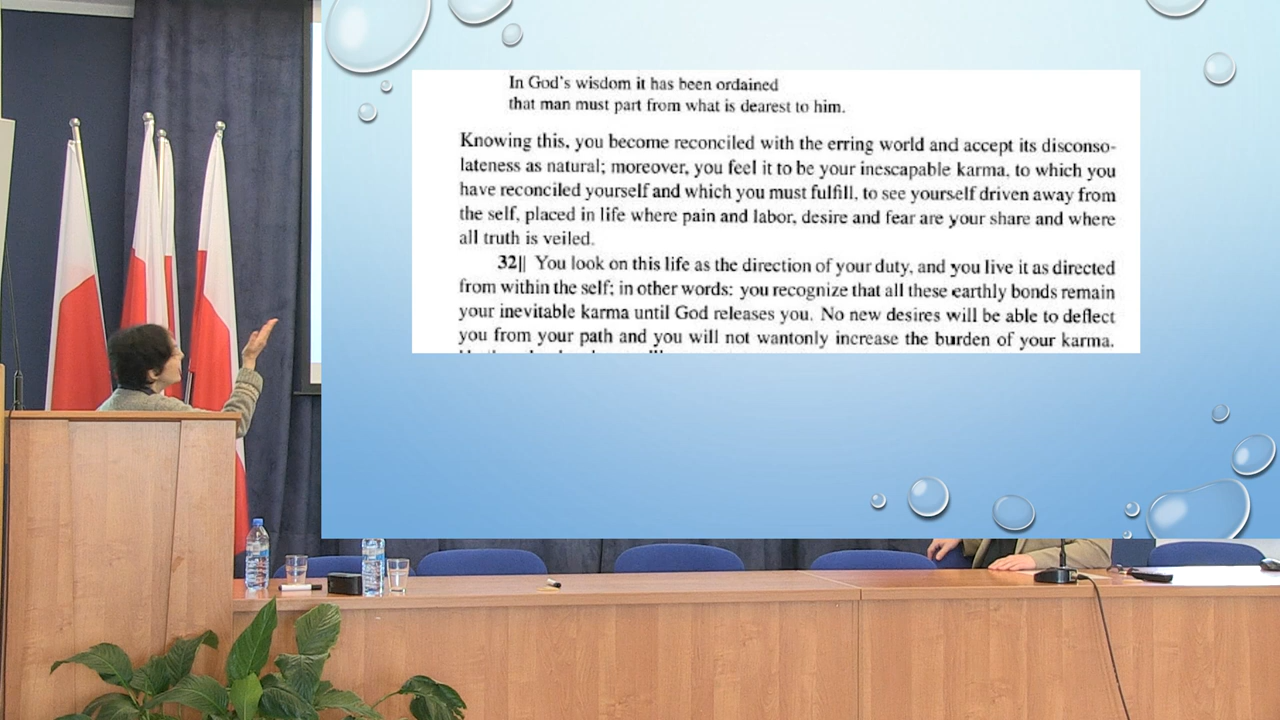 In God's wisdom it has been ordained
that man must part from what is dearest to him.
Knowing this, you become reconciled with the erring world and accept its disconso-
lateness as natural; moreover, you feel it to be your inescapable karma, to which you
have reconciled yourself and which you must fulfill, to see yourself driven away from
the self, placed in life where pain and labor, desire and fear are your share and where
all truth is veiled.
32|| You look on this life as the direction of your duty, and you live it as directed
from within the self; in other words: you recognize that all these earthly bonds remain
your inevitable karma until God releases you. No new desires will be able to deflect
you from your path and you will not wantonly increase the burden of your karma.